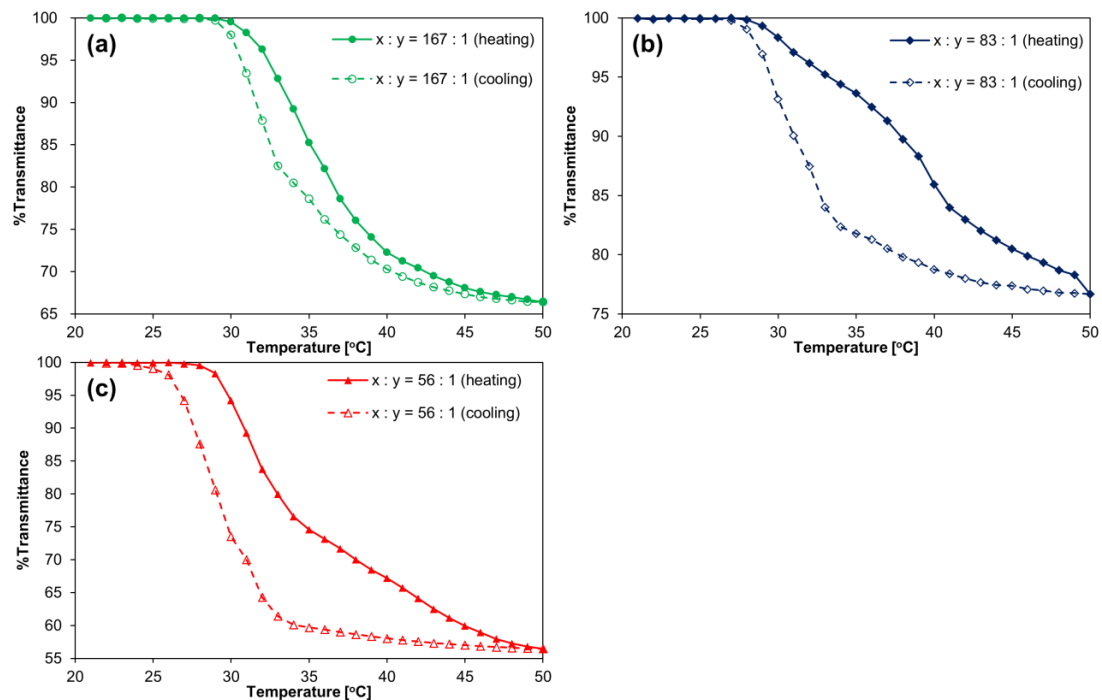 (a)
x : y = 167 : 1 (heating)
x : y = 167 : 1 (cooling)
%Transmittance
100
95
90
85
80
75
70
65
20 25 30 35 40 45 50
Temperature [°C]
(b)
x : y = 83 : 1 (heating)
x : y = 83 : 1 (cooling)
%Transmittance
100
95
90
85
80
75
20 25 30 35 40 45 50
Temperature [°C]
(c)
x : y = 56 : 1 (heating)
x : y = 56 : 1 (cooling)
%Transmittance
100
95
90
85
80
75
70
65
60
55
20 25 30 35 40 45 50
Temperature [°C]